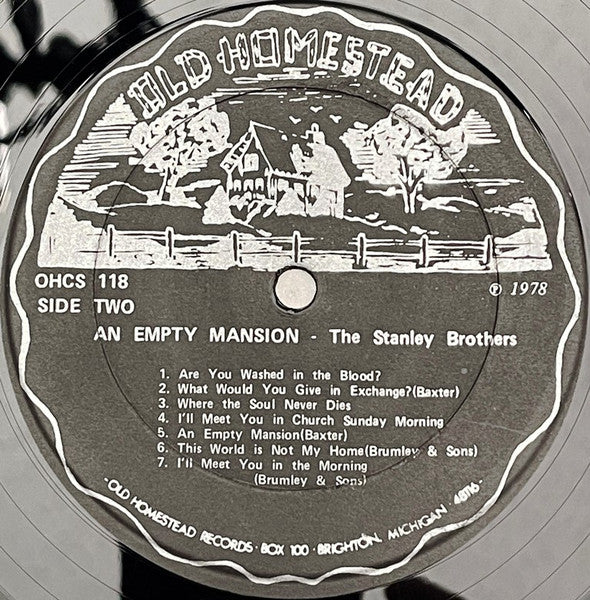 OLD HOMESTEAD
OHCS 118
℗ 1978
SIDE TWO
AN EMPTY MANSION - The Stanley Brothers
1. Are You Washed in the Blood?
2. What Would You Give in Exchange?(Baxter)
3. Where the Soul Never Dies
4. I'll Meet You in Church Sunday Morning
5. An Empty Mansion(Baxter)
6. This World is Not My Home(Brumley & Sons)
7. I'll Meet You in the Morning
(Brumley & Sons)
- OLD HOMESTEAD RECORDS · BOX 100 · BRIGHTON, MICHIGAN 48116 -